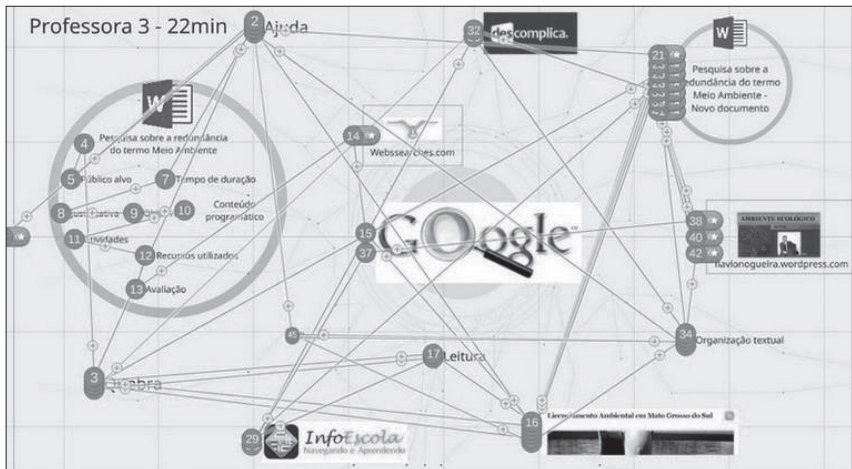 Professora 3 - 22min
2
Ajuda
32
descomplica.
21
Pesquisa sobre a
redundância do termo
Meio Ambiente -
Novo documento
W
W
Pesquisa sobre a redundância
do termo Meio Ambiente
4
14
Webssearches.com
5
Público alvo
7
Tempo de duração
8
9
10
Conteúdo
programático
11
12
Recursos utilizados
13
Avaliação
15
37
Google
38
40
42
AMBIENTE ECOLÓGICO
flavionogueira.wordpress.com
45
34
Organização textual
17
Leitura
3
Quebra
29
InfoEscola
Navegando e Aprendendo
16
Licenciamento Ambiental em Mato Grosso do Sul